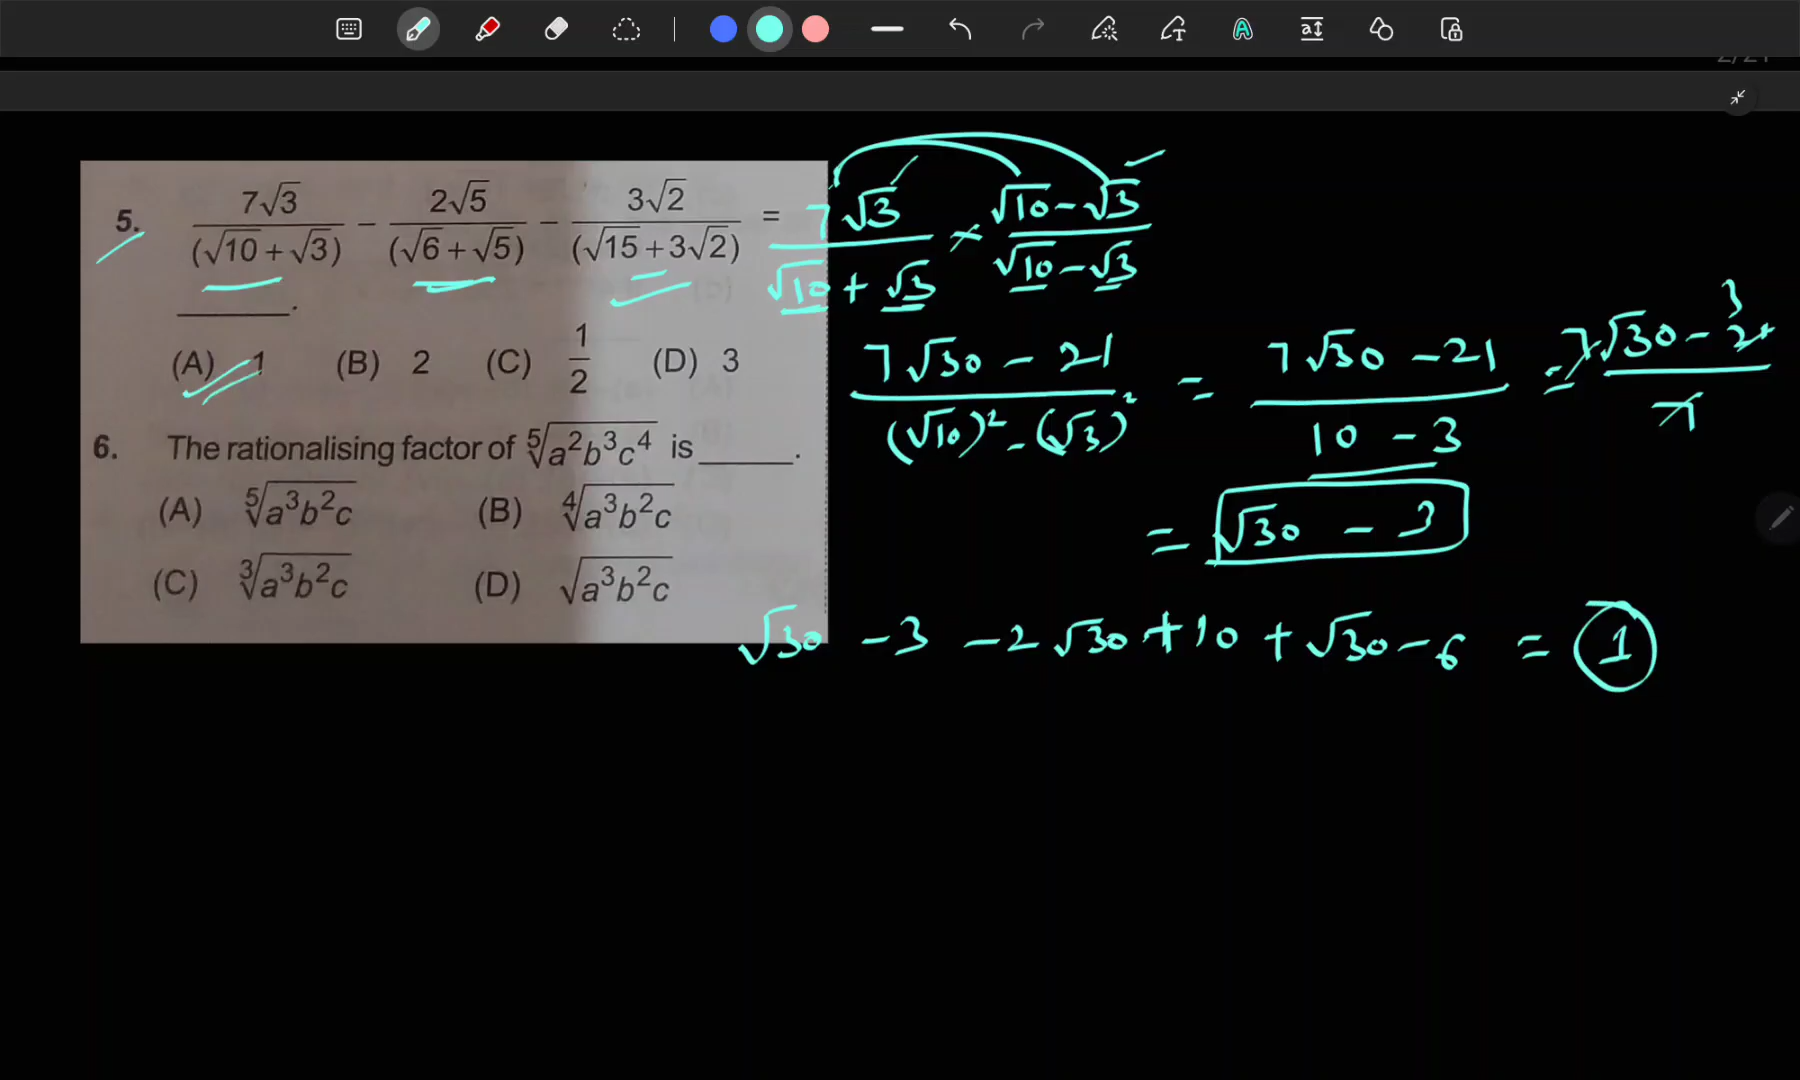 5. 7√3/(√10 + √3) - 2√5/(√6 + √5) - 3√2/(√15 + 3√2) =
______.
(A) 1 (B) 2 (C) 1/2 (D) 3
6. The rationalising factor of ⁵√a²b³c⁴ is ______.
(A) ⁵√a³b²c (B) ⁴√a³b²c
(C) ³√a³b²c (D) √a³b²c
7√3/(√10 + √3) × (√10 - √3)/(√10 - √3)
(7√30 - 21)/((√10)² - (√3)²) = (7√30 - 21)/(10 - 3) = (7√30 - 21)/7 3
= √30 - 3
√30 - 3 - 2√30 + 10 + √30 - 6 = 1